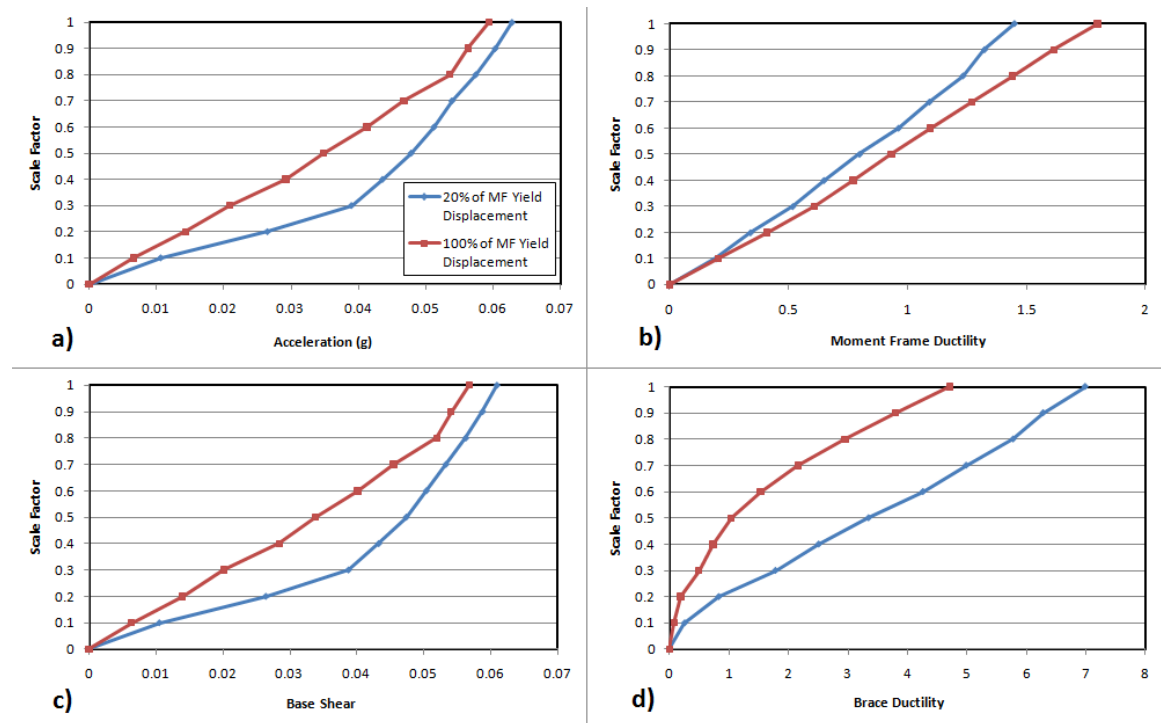 1
0.9
0.8
0.7
0.6
0.5
0.4
0.3
0.2
0.1
0
Scale Factor
0 0.01 0.02 0.03 0.04 0.05 0.06 0.07
Acceleration (g)
a)
20% of MF Yield
Displacement
100% of MF Yield
Displacement
1
0.9
0.8
0.7
0.6
0.5
0.4
0.3
0.2
0.1
0
Scale Factor
0 0.5 1 1.5 2
Moment Frame Ductility
b)
1
0.9
0.8
0.7
0.6
0.5
0.4
0.3
0.2
0.1
0
Scale Factor
0 0.01 0.02 0.03 0.04 0.05 0.06 0.07
Base Shear
c)
1
0.9
0.8
0.7
0.6
0.5
0.4
0.3
0.2
0.1
0
Scale Factor
0 1 2 3 4 5 6 7 8
Brace Ductility
d)